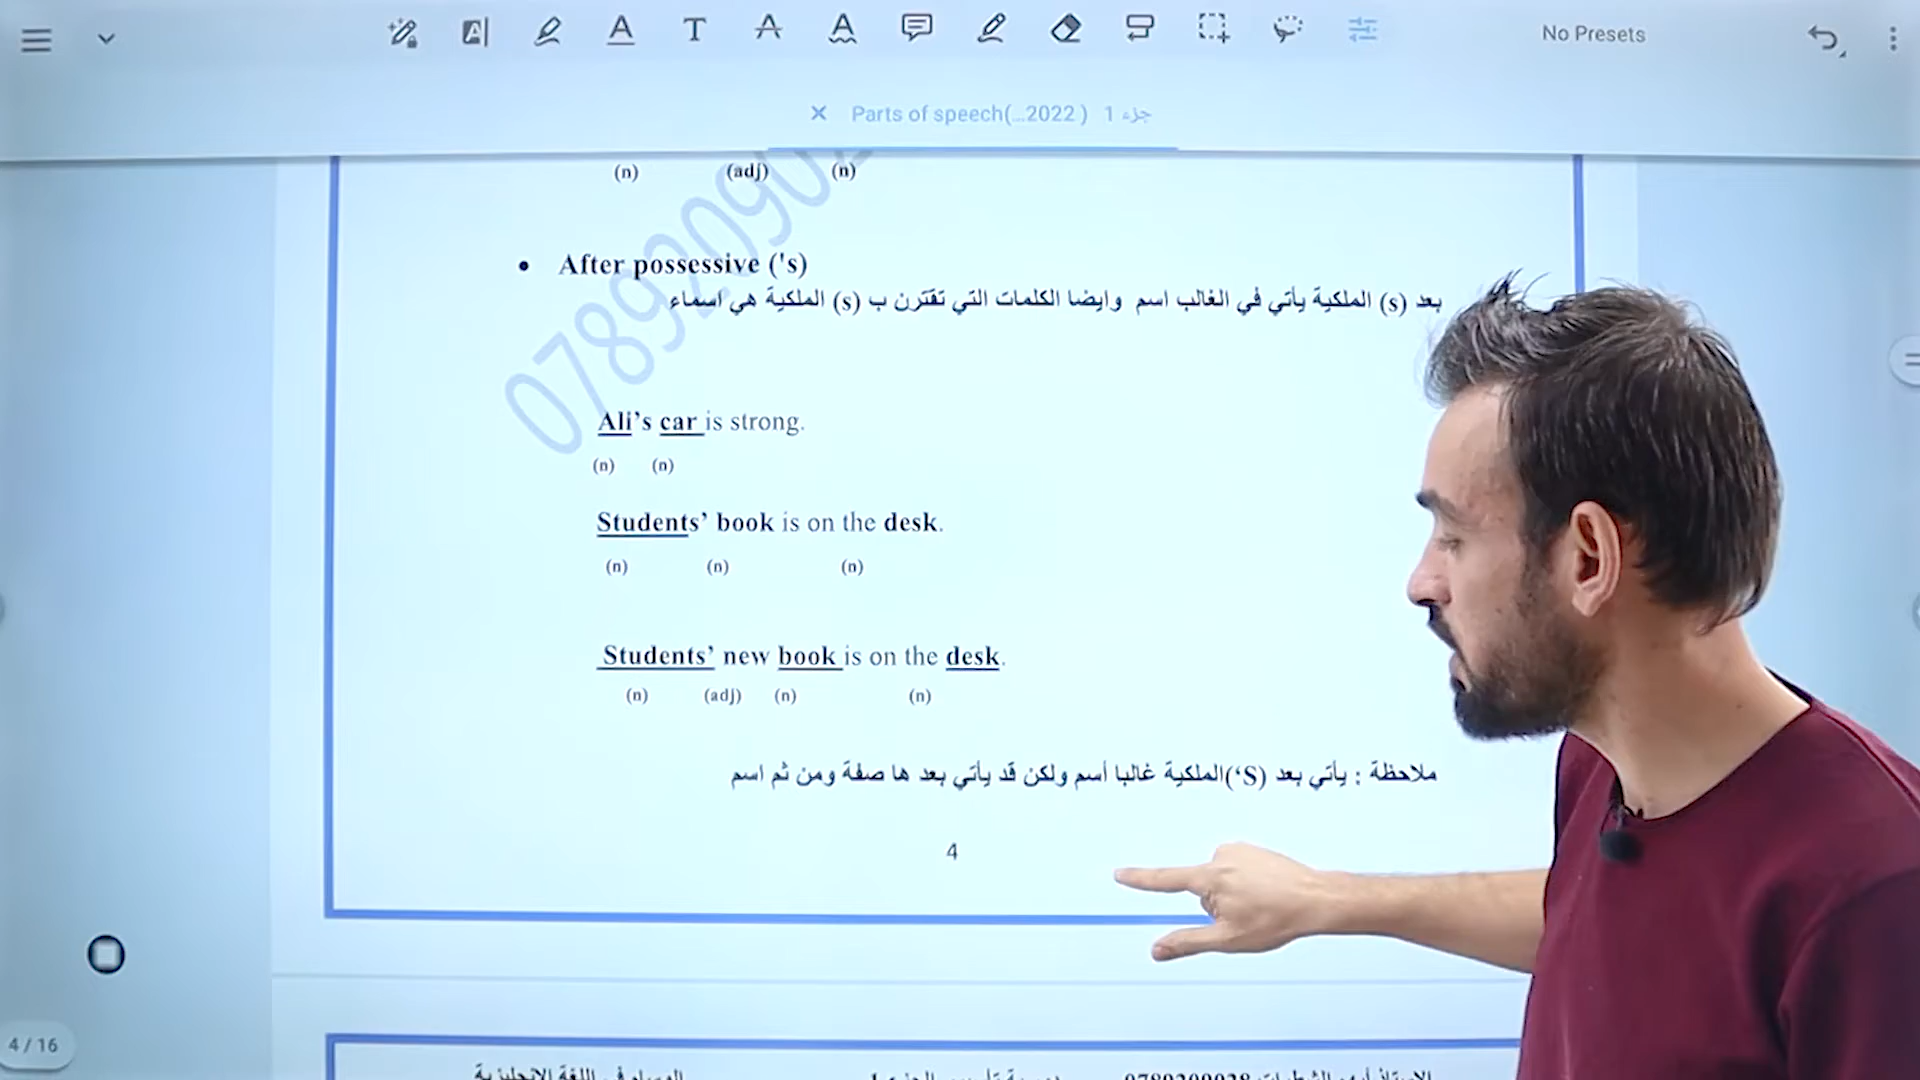 No Presets
Parts of speech(...2022 ) جزء 1
(n) (adj) (n)
• After possessive ('s)
بعد (s) الملكية يأتي في الغالب اسم وايضا الكلمات التي تقترن ب (s) الملكية هي اسماء
Ali’s car is strong.
(n) (n)
Students’ book is on the desk.
(n) (n) (n)
Students’ new book is on the desk.
(n) (adj) (n) (n)
ملاحظة : يأتي بعد (S‘)الملكية غالبا أسم ولكن قد يأتي بعد ها صفة ومن ثم اسم
4
4 / 16